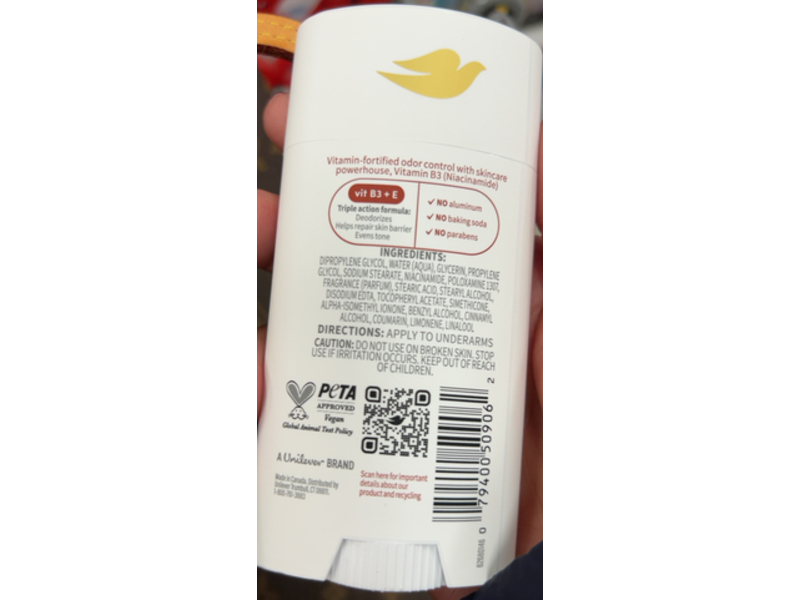 Vitamin-fortified odor control with skincare
powerhouse, Vitamin B3 (Niacinamide)
vit B3 + E
Triple action formula:
Deodorizes
Helps repair skin barrier
Evens tone
✓ NO aluminum
✓ NO baking soda
✓ NO parabens
INGREDIENTS:
DIPROPYLENE GLYCOL, WATER (AQUA), GLYCERIN, PROPYLENE
GLYCOL, SODIUM STEARATE, NIACINAMIDE, POLOXAMINE 1307,
FRAGRANCE (PARFUM), STEARIC ACID, STEARYL ALCOHOL,
DISODIUM EDTA, TOCOPHERYL ACETATE, SIMETHICONE,
ALPHA-ISOMETHYL IONONE, BENZYL ALCOHOL, CINNAMYL
ALCOHOL, COUMARIN, LIMONENE, LINALOOL
DIRECTIONS: APPLY TO UNDERARMS
CAUTION: DO NOT USE ON BROKEN SKIN. STOP
USE IF IRRITATION OCCURS. KEEP OUT OF REACH
OF CHILDREN.
PETA
APPROVED
Vegan
Global Animal Test Policy
A Unilever BRAND
Made in Canada. Distributed by
Unilever Trumbull, CT 06611.
Scan here for important
details about our
product and recycling
0 79400 50906 2